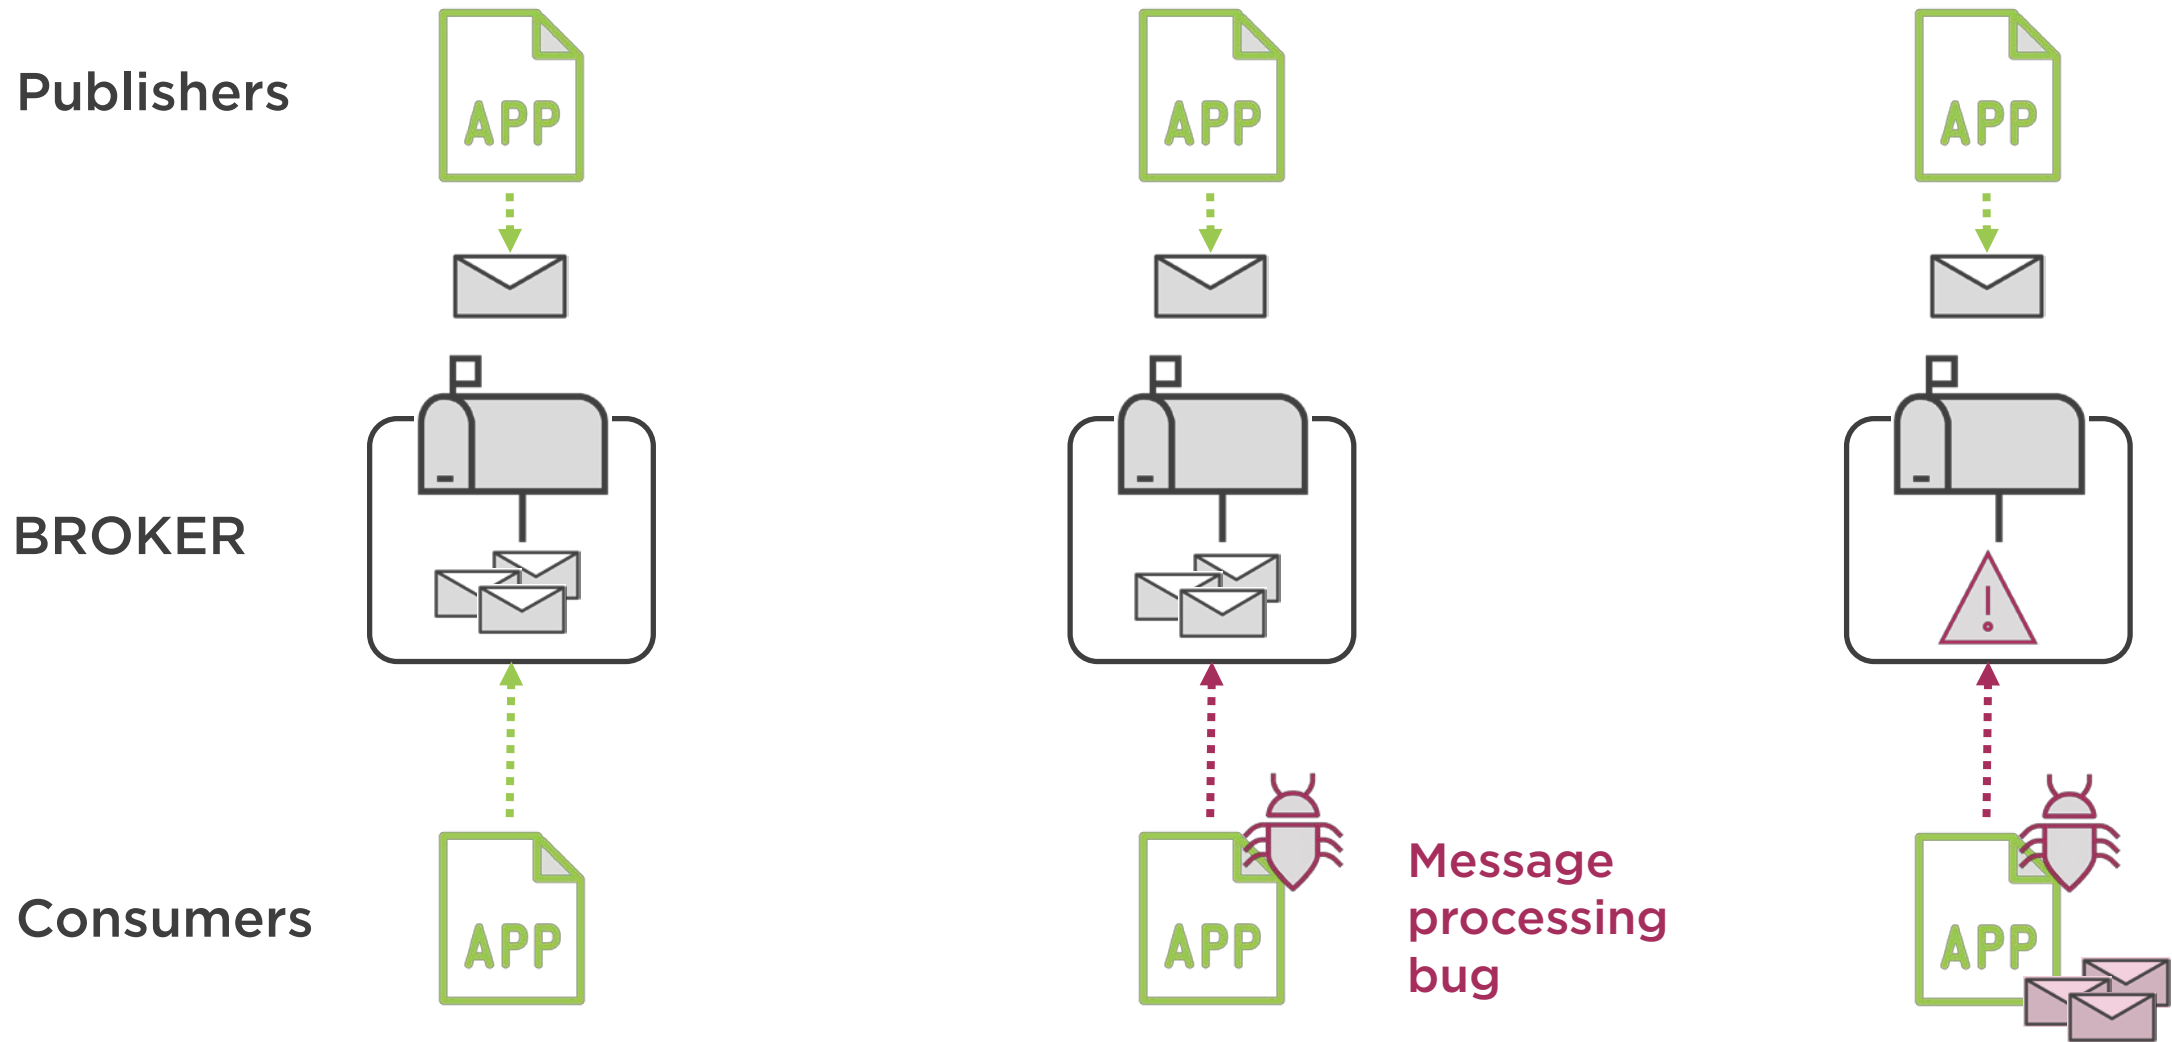 Publishers
APP
APP
APP
BROKER
Consumers
APP
APP
Message
processing
bug
APP